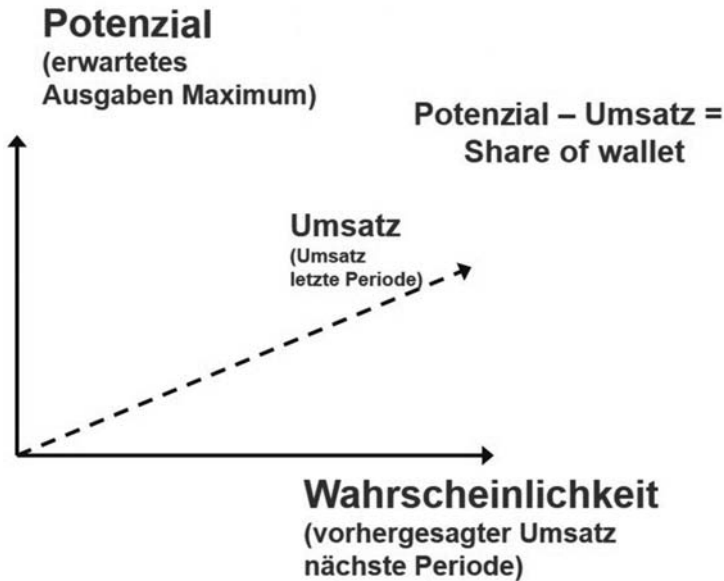 Potenzial
(erwartetes
Ausgaben Maximum)
Potenzial – Umsatz =
Share of wallet
Umsatz
(Umsatz
letzte Periode)
Wahrscheinlichkeit
(vorhergesagter Umsatz
nächste Periode)